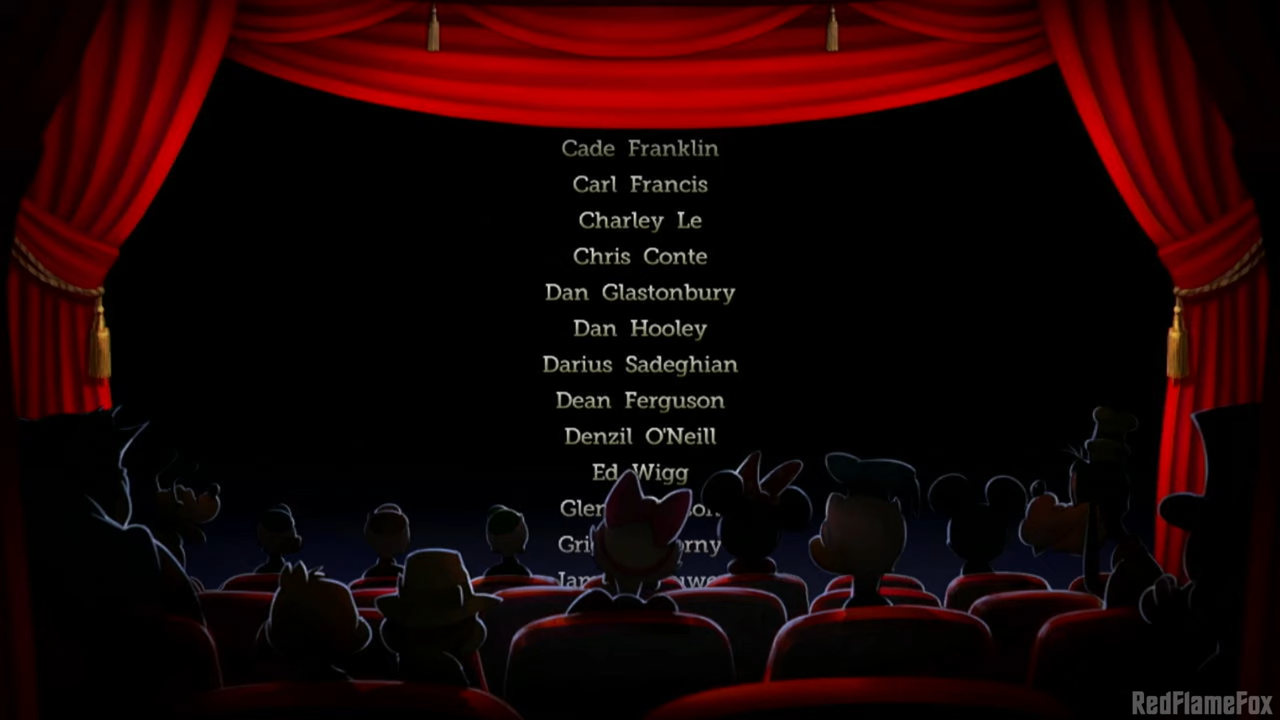 Cade Franklin
Carl Francis
Charley Le
Chris Conte
Dan Glastonbury
Dan Hooley
Darius Sadeghian
Dean Ferguson
Denzil O'Neill
Ed Wigg
RedFlameFox